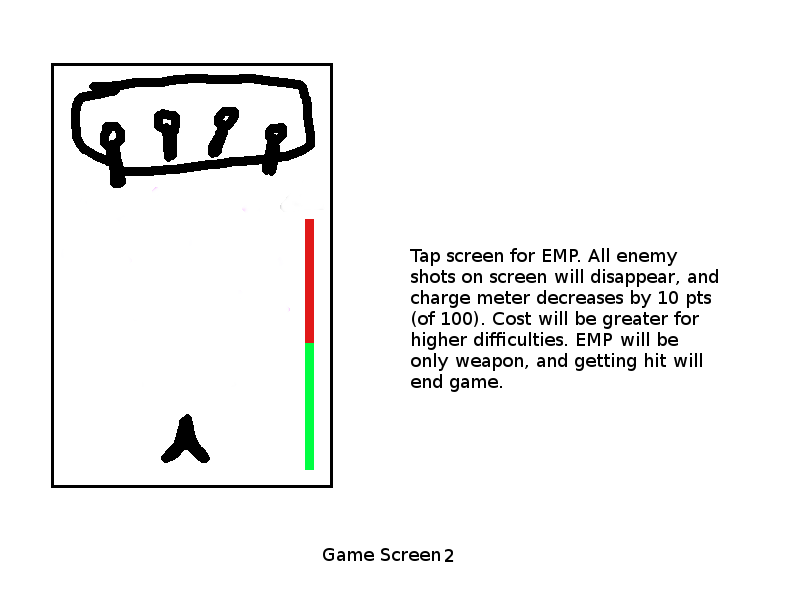 Tap screen for EMP. All enemy
shots on screen will disappear, and
charge meter decreases by 10 pts
(of 100). Cost will be greater for
higher difficulties. EMP will be
only weapon, and getting hit will
end game.
Game Screen 2